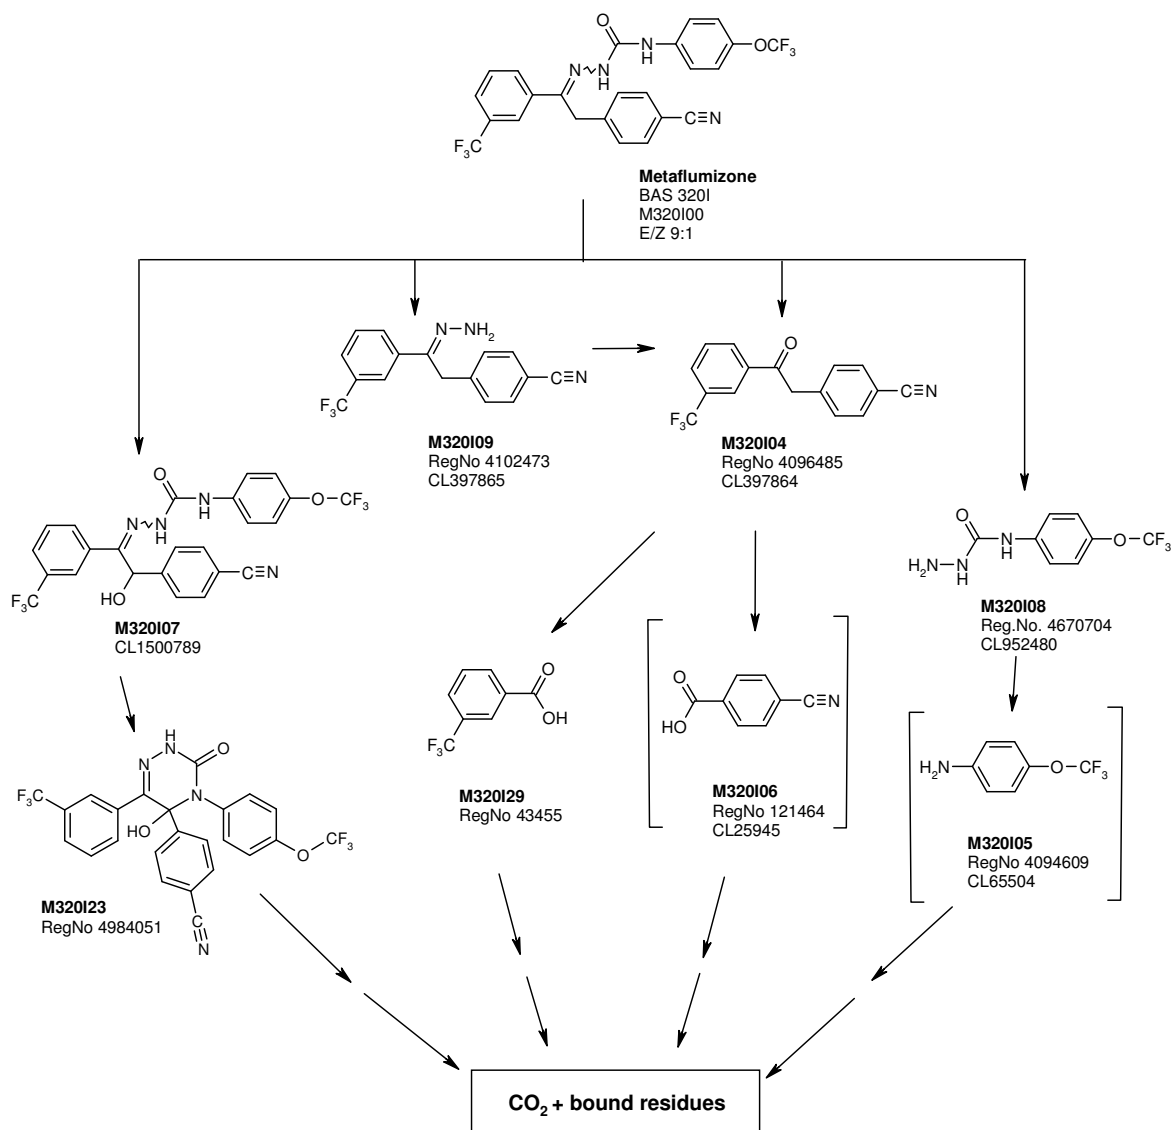 O
N
H
OCF3
N
N
H
F3C
C≡N
Metaflumizone
BAS 320I
M320I00
E/Z 9:1
N
NH2
F3C
C≡N
M320I09
RegNo 4102473
CL397865
O
F3C
C≡N
M320I04
RegNo 4096485
CL397864
O
N
H
O
CF3
N
NH
F3C
HO
C≡N
M320I07
CL1500789
O
N
H
O
CF3
H2N
N
H
M320I08
Reg.No. 4670704
CL952480
O
OH
F3C
M320I29
RegNo 43455
O
HO
C≡N
M320I06
RegNo 121464
CL25945
H2N
O
CF3
M320I05
RegNo 4094609
CL65504
H
N
N
O
N
F3C
HO
O
CF3
C≡N
M320I23
RegNo 4984051
CO2 + bound residues